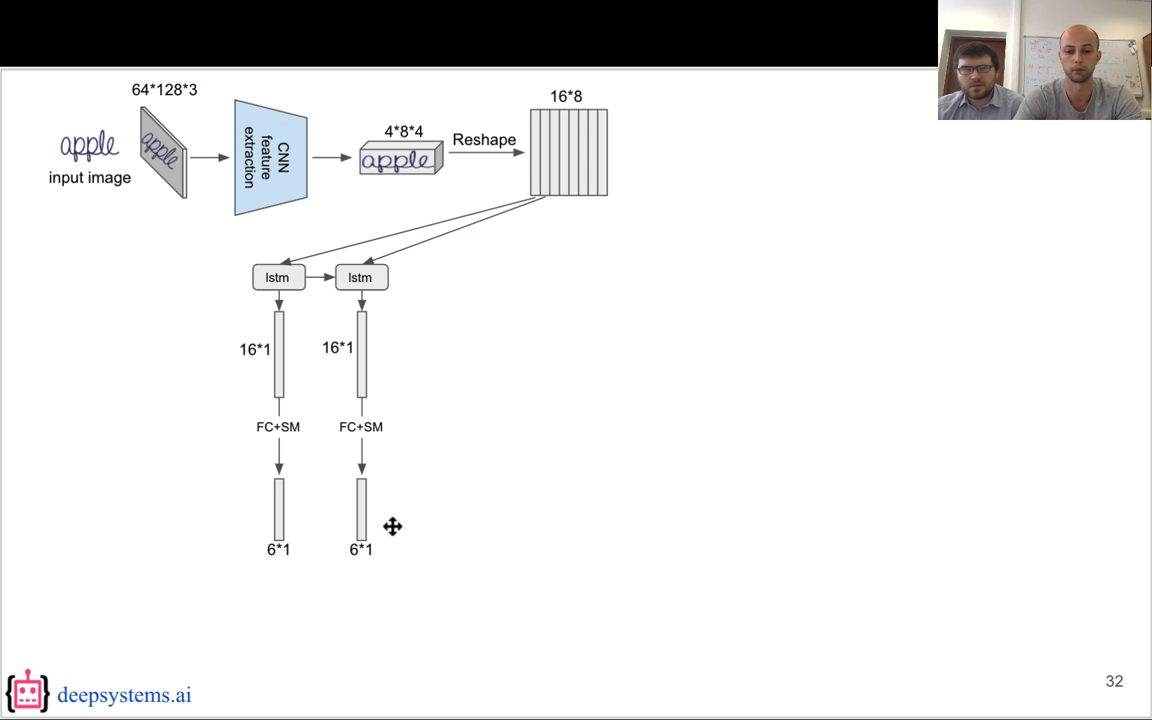 64*128*3
apple
input image
apple
CNN
feature
extraction
4*8*4
apple
Reshape
16*8
lstm
lstm
16*1
16*1
FC+SM
FC+SM
6*1
6*1
deepsystems.ai
32